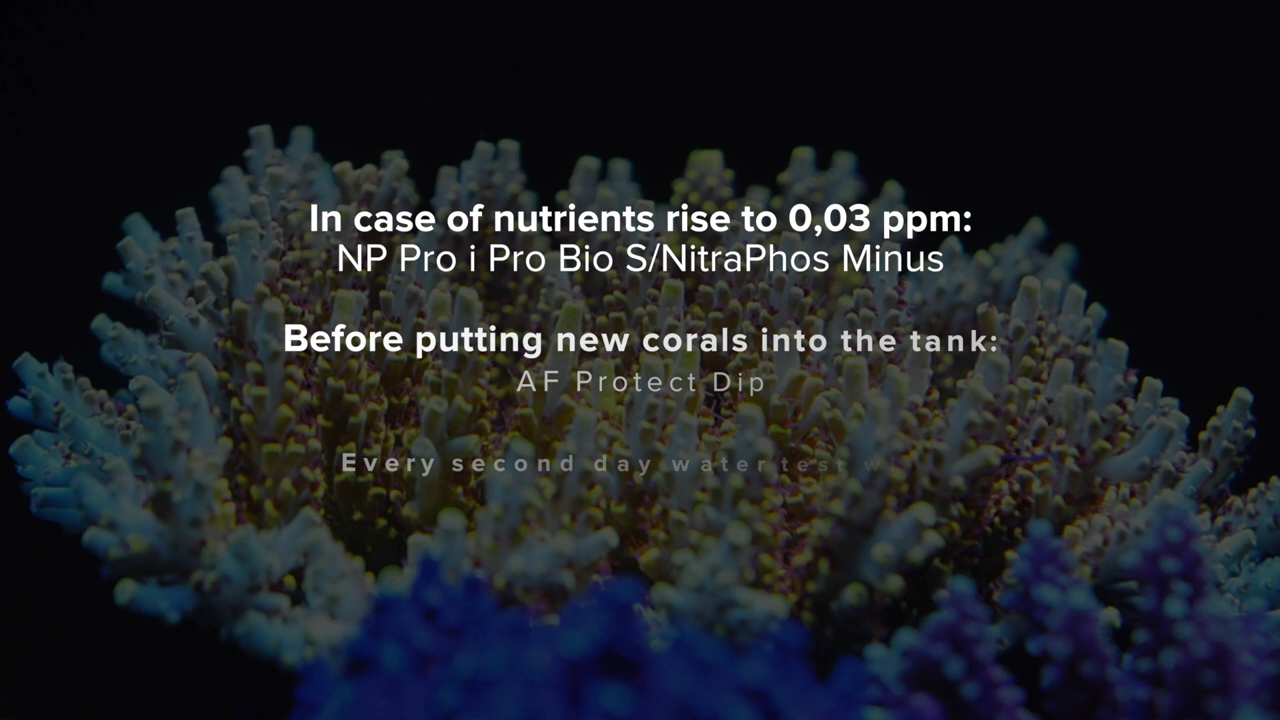 In case of nutrients rise to 0,03 ppm:
NP Pro i Pro Bio S/NitraPhos Minus
Before putting new corals into the tank:
AF Protect Dip
Every second day water test